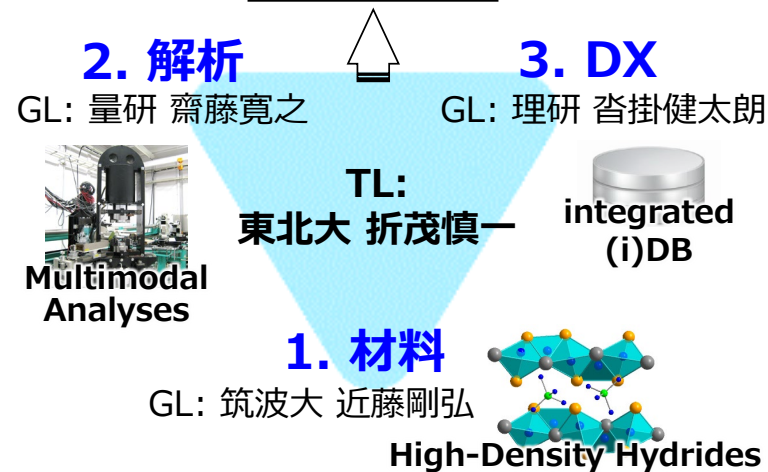 2. 解析
GL: 量研 齋藤寛之
3. DX
GL: 理研 沓掛健太朗
TL:
東北大 折茂慎一
Multimodal
Analyses
integrated
(i)DB
1. 材料
GL: 筑波大 近藤剛弘
High-Density Hydrides